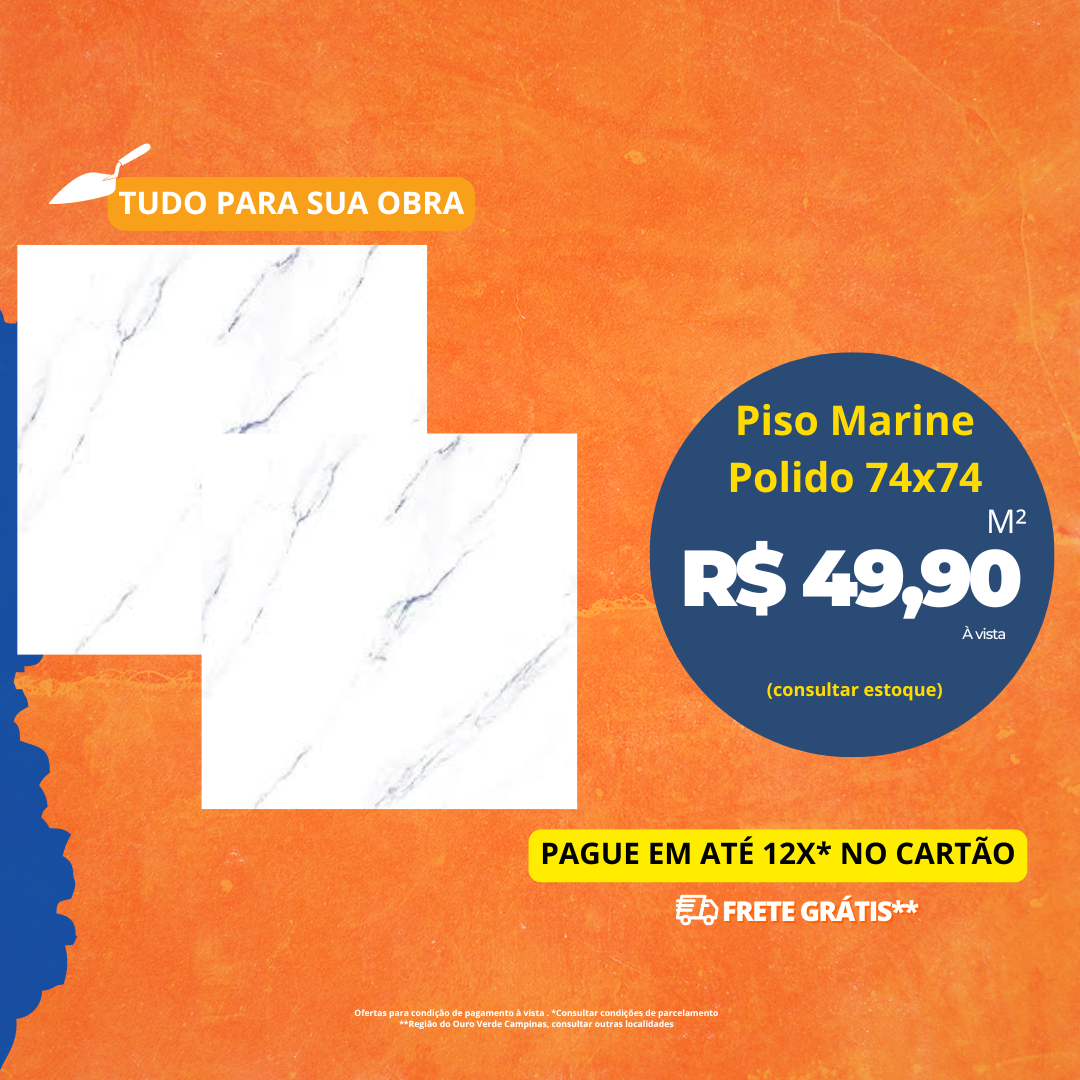 TUDO PARA SUA OBRA
Piso Marine
Polido 74x74
M²
R$ 49,90
À vista
(consultar estoque)
PAGUE EM ATÉ 12X* NO CARTÃO
FRETE GRÁTIS**
Ofertas para condição de pagamento à vista . *Consultar condições de parcelamento
**Região do Ouro Verde Campinas, consultar outras localidades